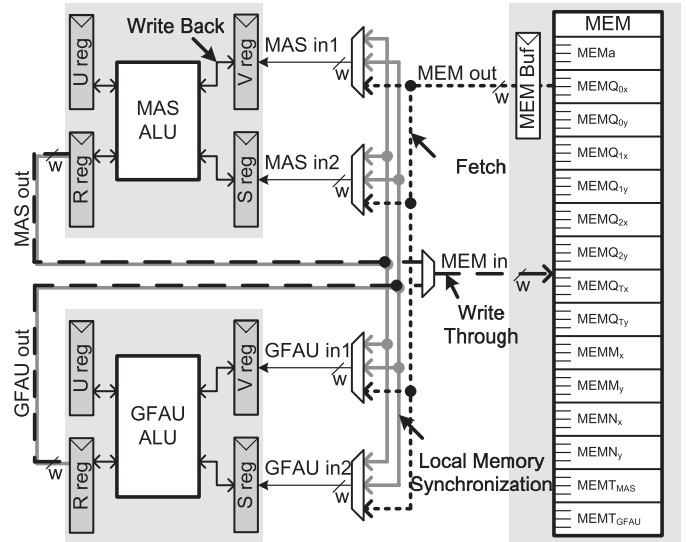 Write Back
MEM
U reg
V reg
MAS in1
w
MAS
ALU
MEM out
w
MEM Buf
MEMa
MEMQ0x
MEMQ0y
MEMQ1x
MEMQ1y
MEMQ2x
MEMQ2y
MEMQTx
MEMQTy
MEMMx
MEMMy
MEMNx
MEMNy
MEMTMAS
MEMTGFAU
w
R reg
S reg
MAS in2
w
Fetch
MAS out
MEM in
w
Write
Through
GFAU out
U reg
V reg
GFAU in1
w
GFAU
ALU
w
R reg
S reg
GFAU in2
w
Local Memory
Synchronization